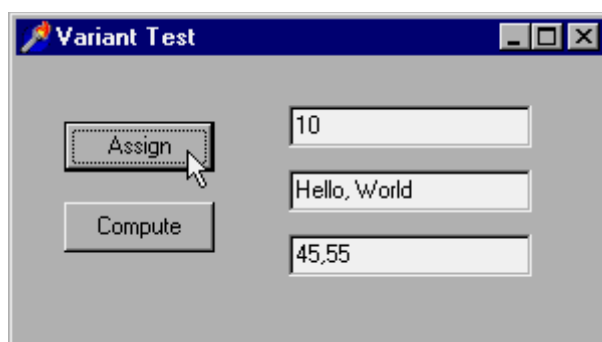 Variant Test
Assign
10
Hello, World
Compute
45,55